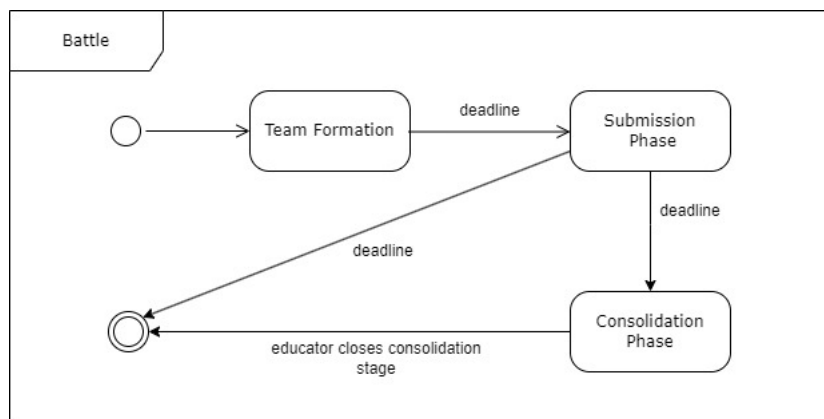 Battle
Team Formation
deadline
Submission
Phase
deadline
deadline
Consolidation
Phase
educator closes consolidation
stage